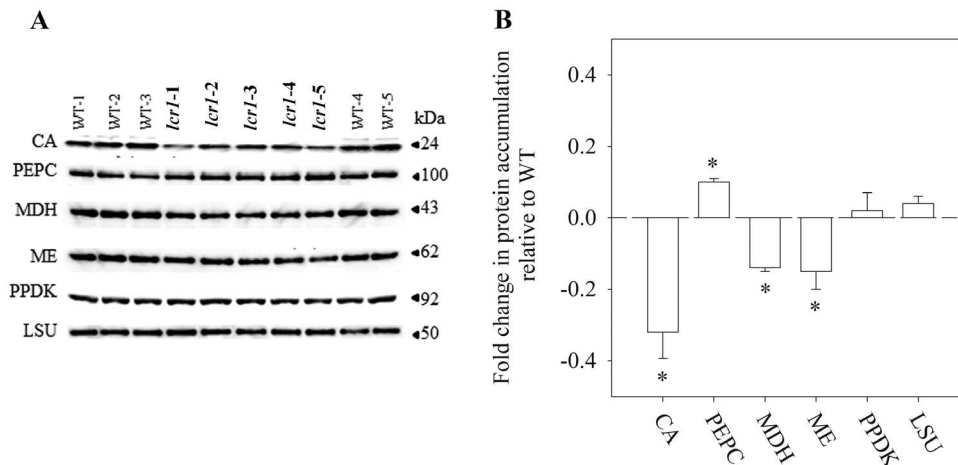 A
WT-1 WT-2 WT-3 lcr1-1 lcr1-2 lcr1-3 lcr1-4 lcr1-5 WT-4 WT-5 kDa
CA 24
PEPC 100
MDH 43
ME 62
PPDK 92
LSU 50
B
Fold change in protein accumulation
relative to WT
0.4
0.2
0.0
-0.2
-0.4
*
*
*
*
CA PEPC MDH ME PPDK LSU